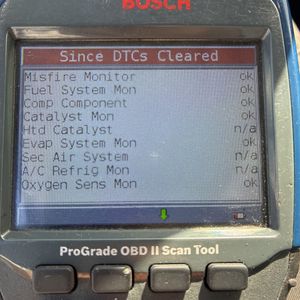 BOSCH
Since DTCs Cleared
Misfire Monitor ok
Fuel System Mon ok
Comp Component ok
Catalyst Mon ok
Htd Catalyst n/a
Evap System Mon ok
Sec Air System n/a
A/C Refrig Mon n/a
Oxygen Sens Mon ok
ProGrade OBD II Scan Tool